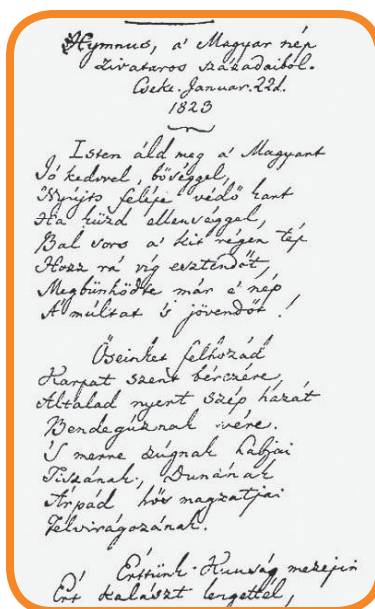 Hymnus, a' Magyar nép
zivataros századaiból.
Cseke. Januar. 22d.
1823
Isten áld meg a' Magyart
Jó kedvvel, bőséggel,
Nyújts feléje védő kart
Ha küzd ellenséggel,
Bal sors a' kit régen tép
Hozz rá víg esztendőt,
Megbűnhödte már e' nép
A' múltat 's jövendőt!
Őseinket felhozád
Kárpát szent bérczére,
Általad nyert szép hazát
Bendegúznak vére.
'S merre zúgnak habjai
Tiszának, Dunának
Árpád hős magzatjai
Felvirágozának.
Értünk Kunság mezején
Ért kalászt lengettél,